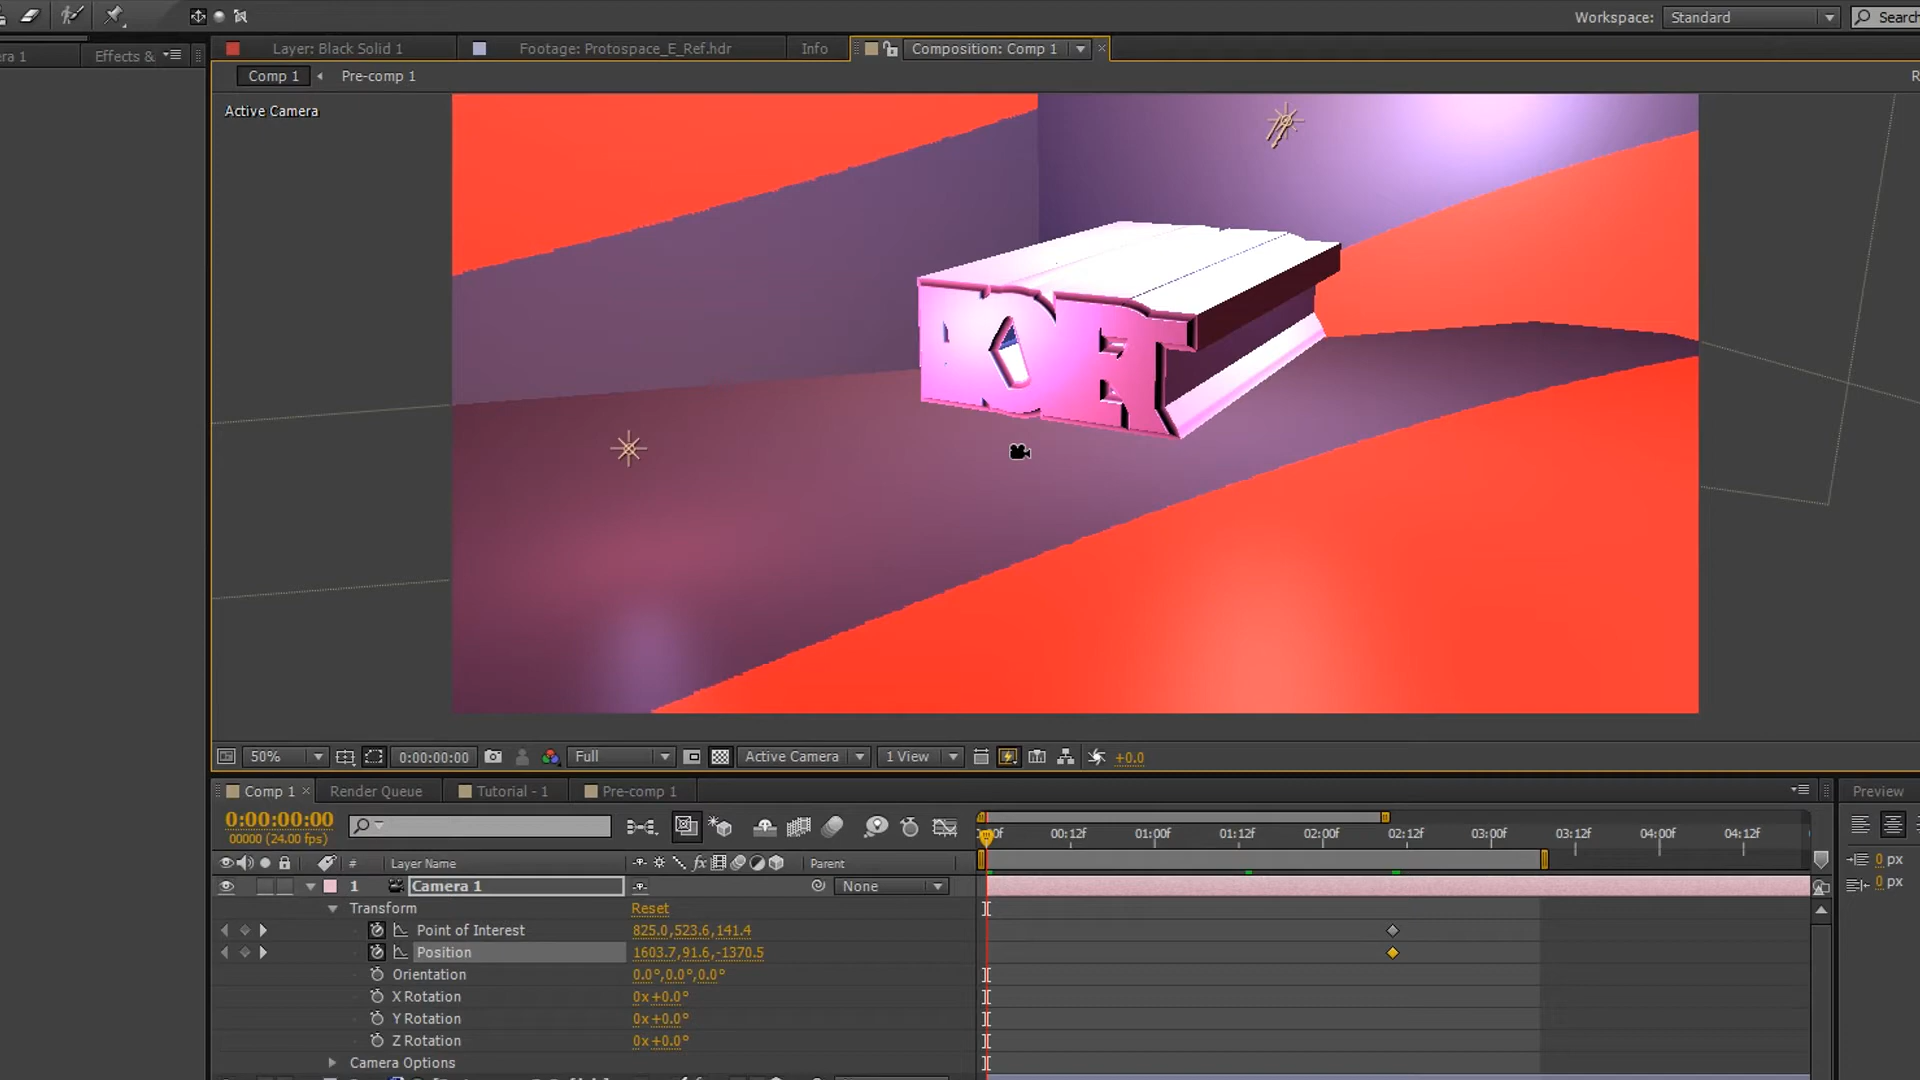 Workspace: Standard Search
era 1 Effects & Layer: Black Solid 1 Footage: Protospace_E_Ref.hdr Info Composition: Comp 1
Comp 1 Pre-comp 1 R
Active Camera
50% 0:00:00:00 Full Active Camera 1 View +0.0
Comp 1 Render Queue Tutorial - 1 Pre-comp 1 Preview
0:00:00:00
00000 (24.00 fps)
00:12f 01:00f 01:12f 02:00f 02:12f 03:00f 03:12f 04:00f 04:12f
# Layer Name Parent 0 px
1 Camera 1 None 0 px
Transform Reset
Point of Interest 825.0,523.6,141.4
Position 1603.7,91.6,-1370.5
Orientation 0.0°,0.0°,0.0°
X Rotation 0x+0.0°
Y Rotation 0x+0.0°
Z Rotation 0x+0.0°
Camera Options